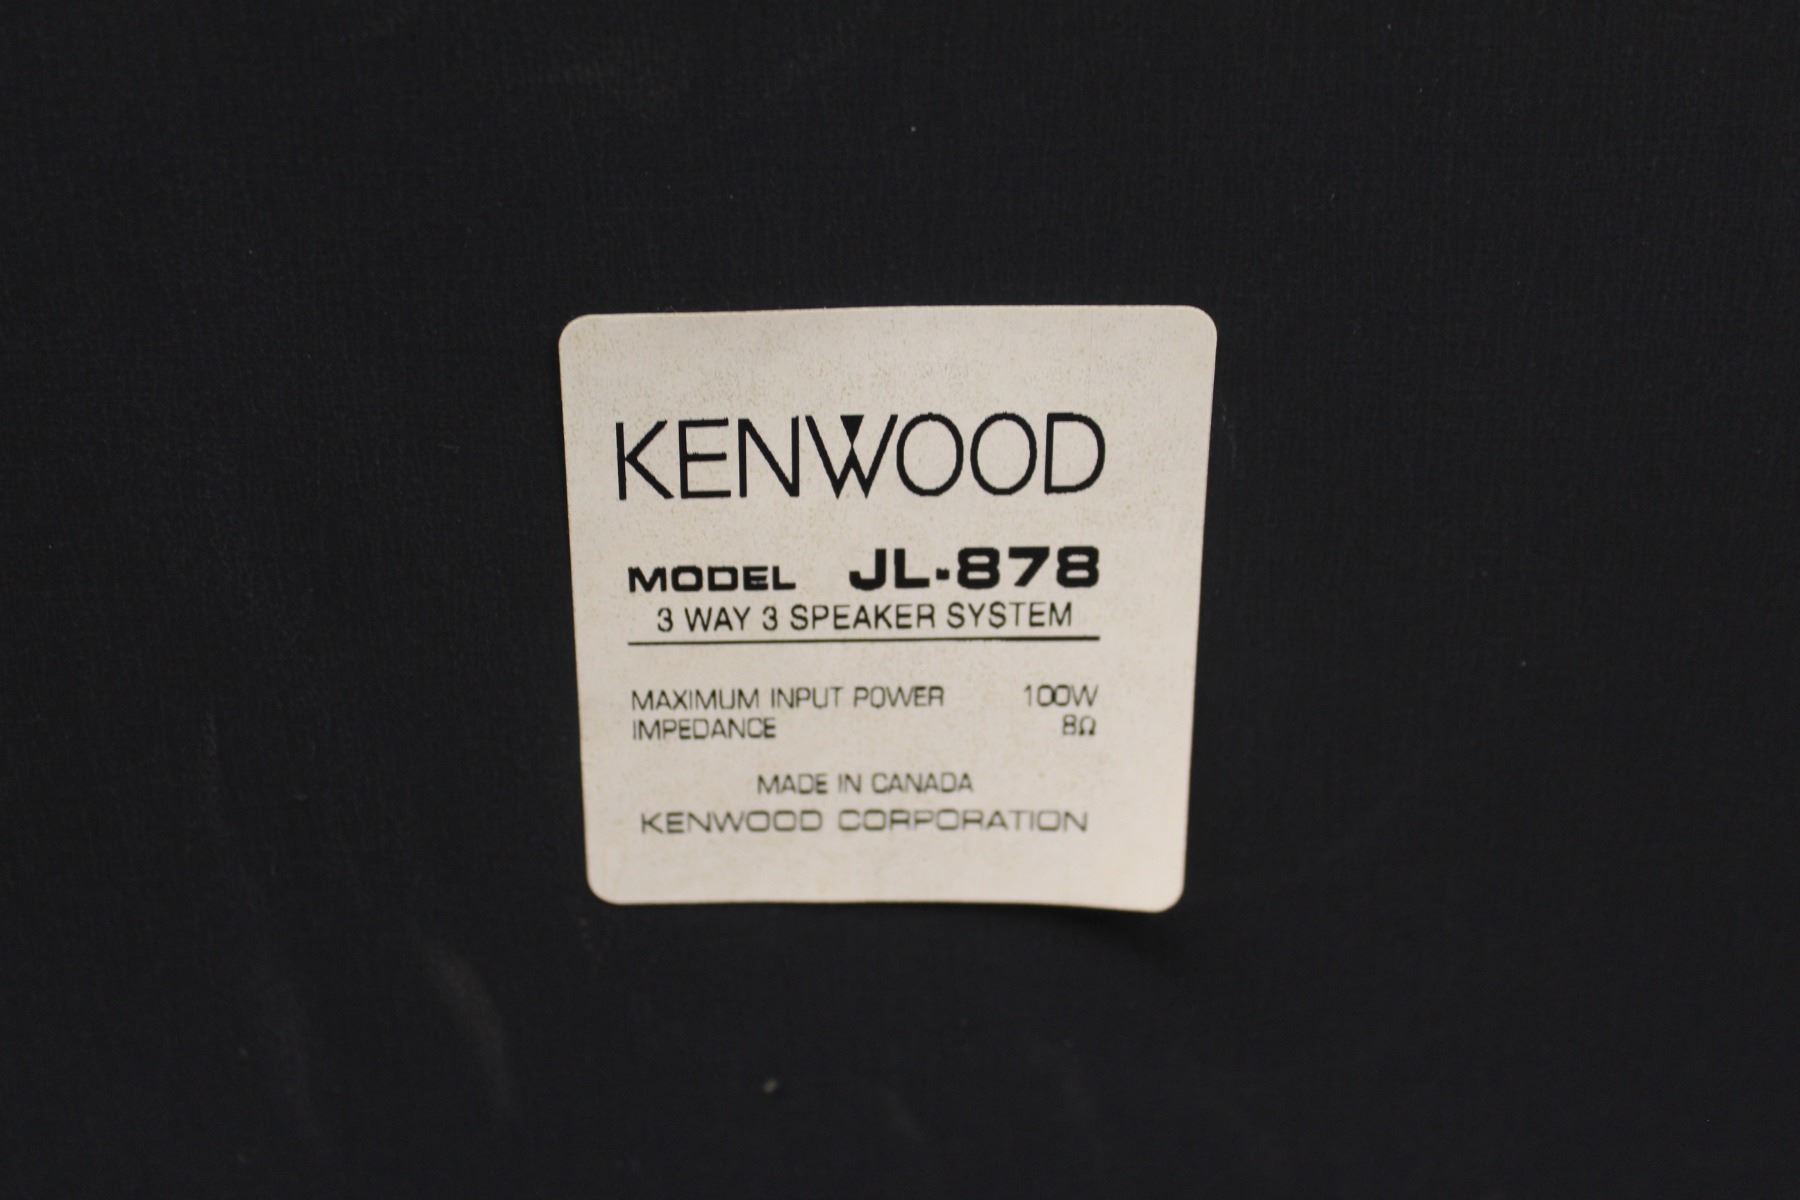 KENWOOD
MODEL JL-878
3 WAY 3 SPEAKER SYSTEM
MAXIMUM INPUT POWER 100W
IMPEDANCE 8Ω
MADE IN CANADA
KENWOOD CORPORATION